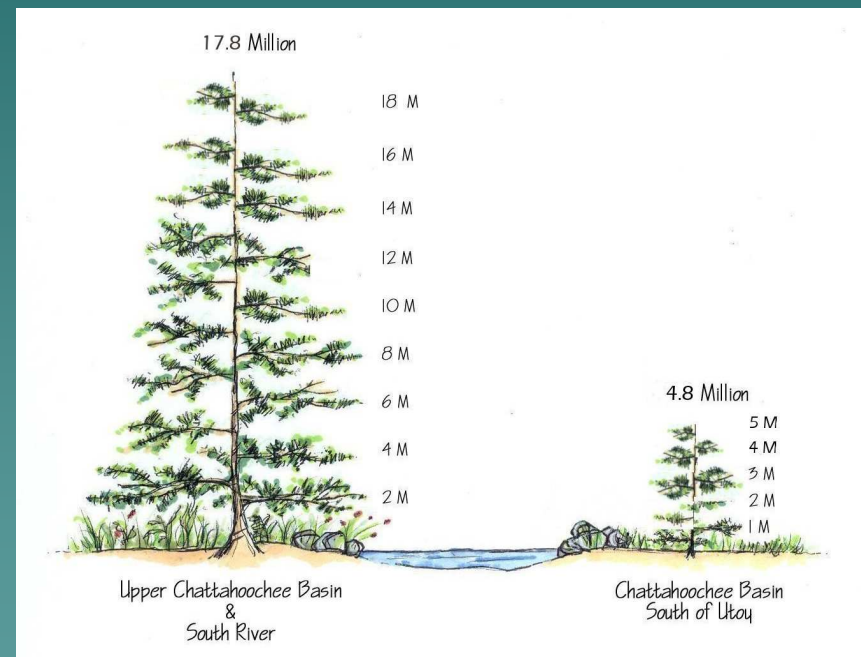 17.8 Million
18 M
16 M
14 M
12 M
10 M
8 M
6 M
4 M
2 M
Upper Chattahoochee Basin
&
South River
4.8 Million
5 M
4 M
3 M
2 M
1 M
Chattahoochee Basin
South of Utoy